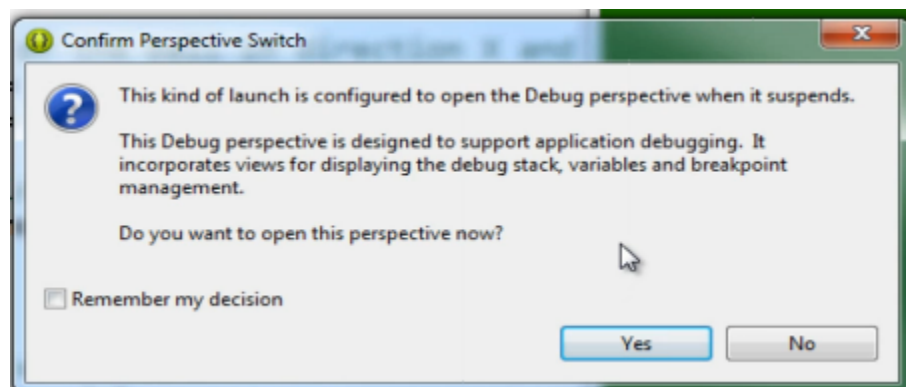 Confirm Perspective Switch
This kind of launch is configured to open the Debug perspective when it suspends.
This Debug perspective is designed to support application debugging. It
incorporates views for displaying the debug stack, variables and breakpoint
management.
Do you want to open this perspective now?
Remember my decision
Yes No